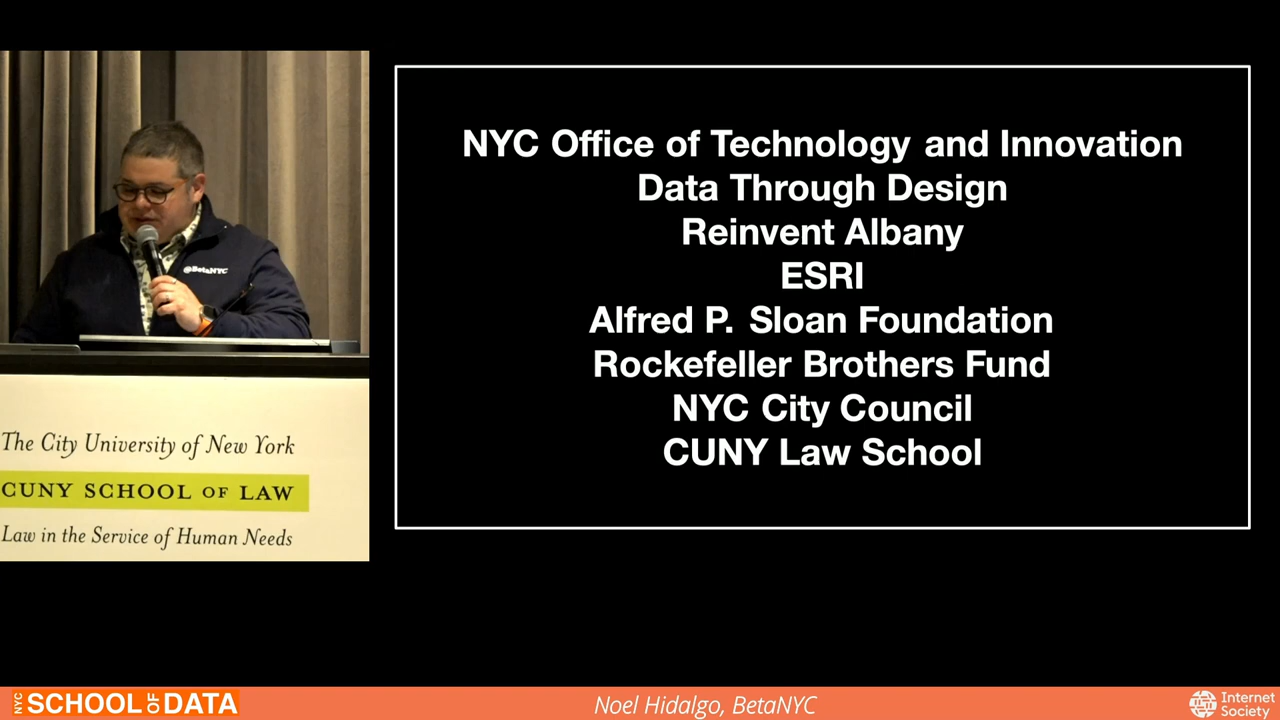 @BetaNYC
The City University of New York
CUNY SCHOOL OF LAW
Law in the Service of Human Needs
NYC Office of Technology and Innovation
Data Through Design
Reinvent Albany
ESRI
Alfred P. Sloan Foundation
Rockefeller Brothers Fund
NYC City Council
CUNY Law School
NYC SCHOOL OF DATA
Noel Hidalgo, BetaNYC
Internet
Society